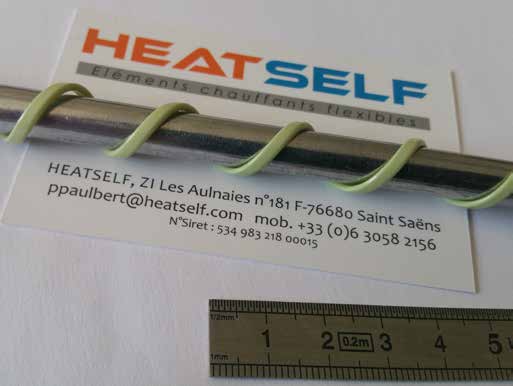 HEATSELF
Eléments chauffants flexibles
HEATSELF, ZI Les Aulnaies n°181 F-76680 Saint Saëns
ppaulbert@heatself.com mob. +33 (0)6 3058 2156
N°Siret : 534 983 218 00015
1/2mm
1 2 0.2m 3 4 5
1mm